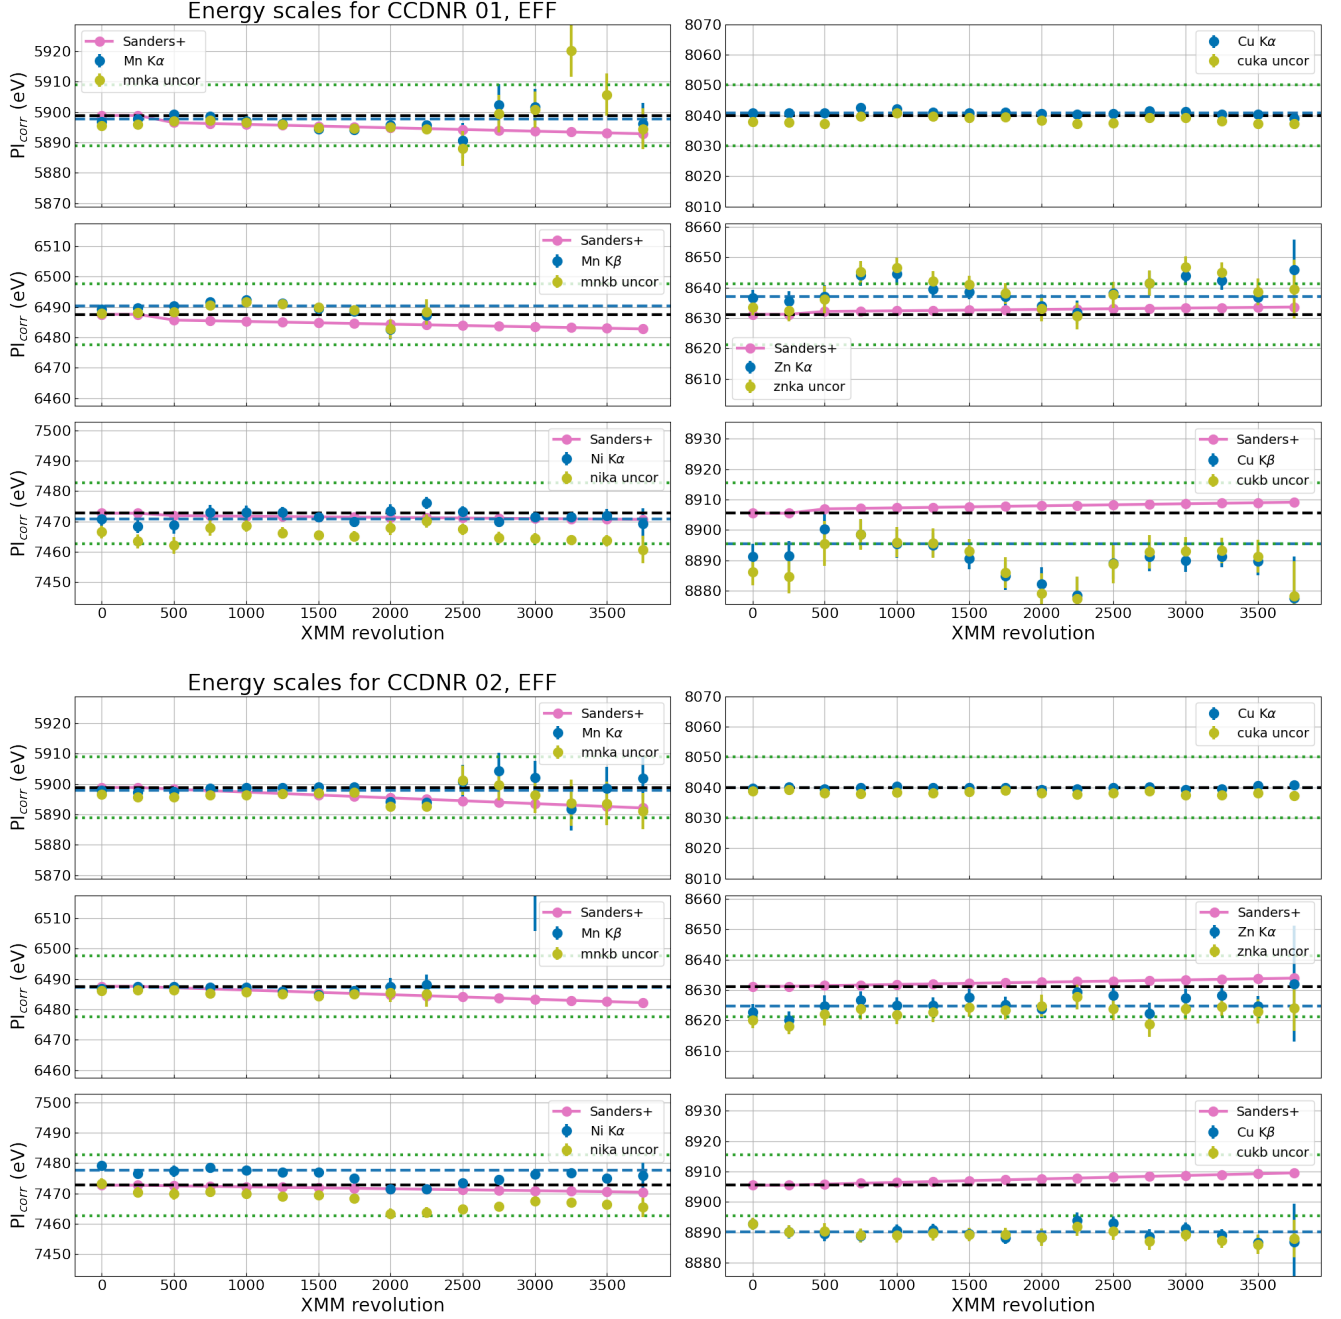 Energy scales for CCDNR 01, EFF
PI_corr (eV)
5920
5910
5900
5890
5880
5870
Sanders+
Mn Kα
mnka uncor
8070
8060
8050
8040
8030
8020
8010
Cu Kα
cuka uncor
PI_corr (eV)
6510
6500
6490
6480
6470
6460
Sanders+
Mn Kβ
mnkb uncor
8660
8650
8640
8630
8620
8610
Sanders+
Zn Kα
znka uncor
PI_corr (eV)
7500
7490
7480
7470
7460
7450
Sanders+
Ni Kα
nika uncor
0 500 1000 1500 2000 2500 3000 3500
XMM revolution
8930
8920
8910
8900
8890
8880
Sanders+
Cu Kβ
cukb uncor
0 500 1000 1500 2000 2500 3000 3500
XMM revolution
Energy scales for CCDNR 02, EFF
PI_corr (eV)
5920
5910
5900
5890
5880
5870
Sanders+
Mn Kα
mnka uncor
8070
8060
8050
8040
8030
8020
8010
Cu Kα
cuka uncor
PI_corr (eV)
6510
6500
6490
6480
6470
6460
Sanders+
Mn Kβ
mnkb uncor
8660
8650
8640
8630
8620
8610
Sanders+
Zn Kα
znka uncor
PI_corr (eV)
7500
7490
7480
7470
7460
7450
Sanders+
Ni Kα
nika uncor
0 500 1000 1500 2000 2500 3000 3500
XMM revolution
8930
8920
8910
8900
8890
8880
Sanders+
Cu Kβ
cukb uncor
0 500 1000 1500 2000 2500 3000 3500
XMM revolution